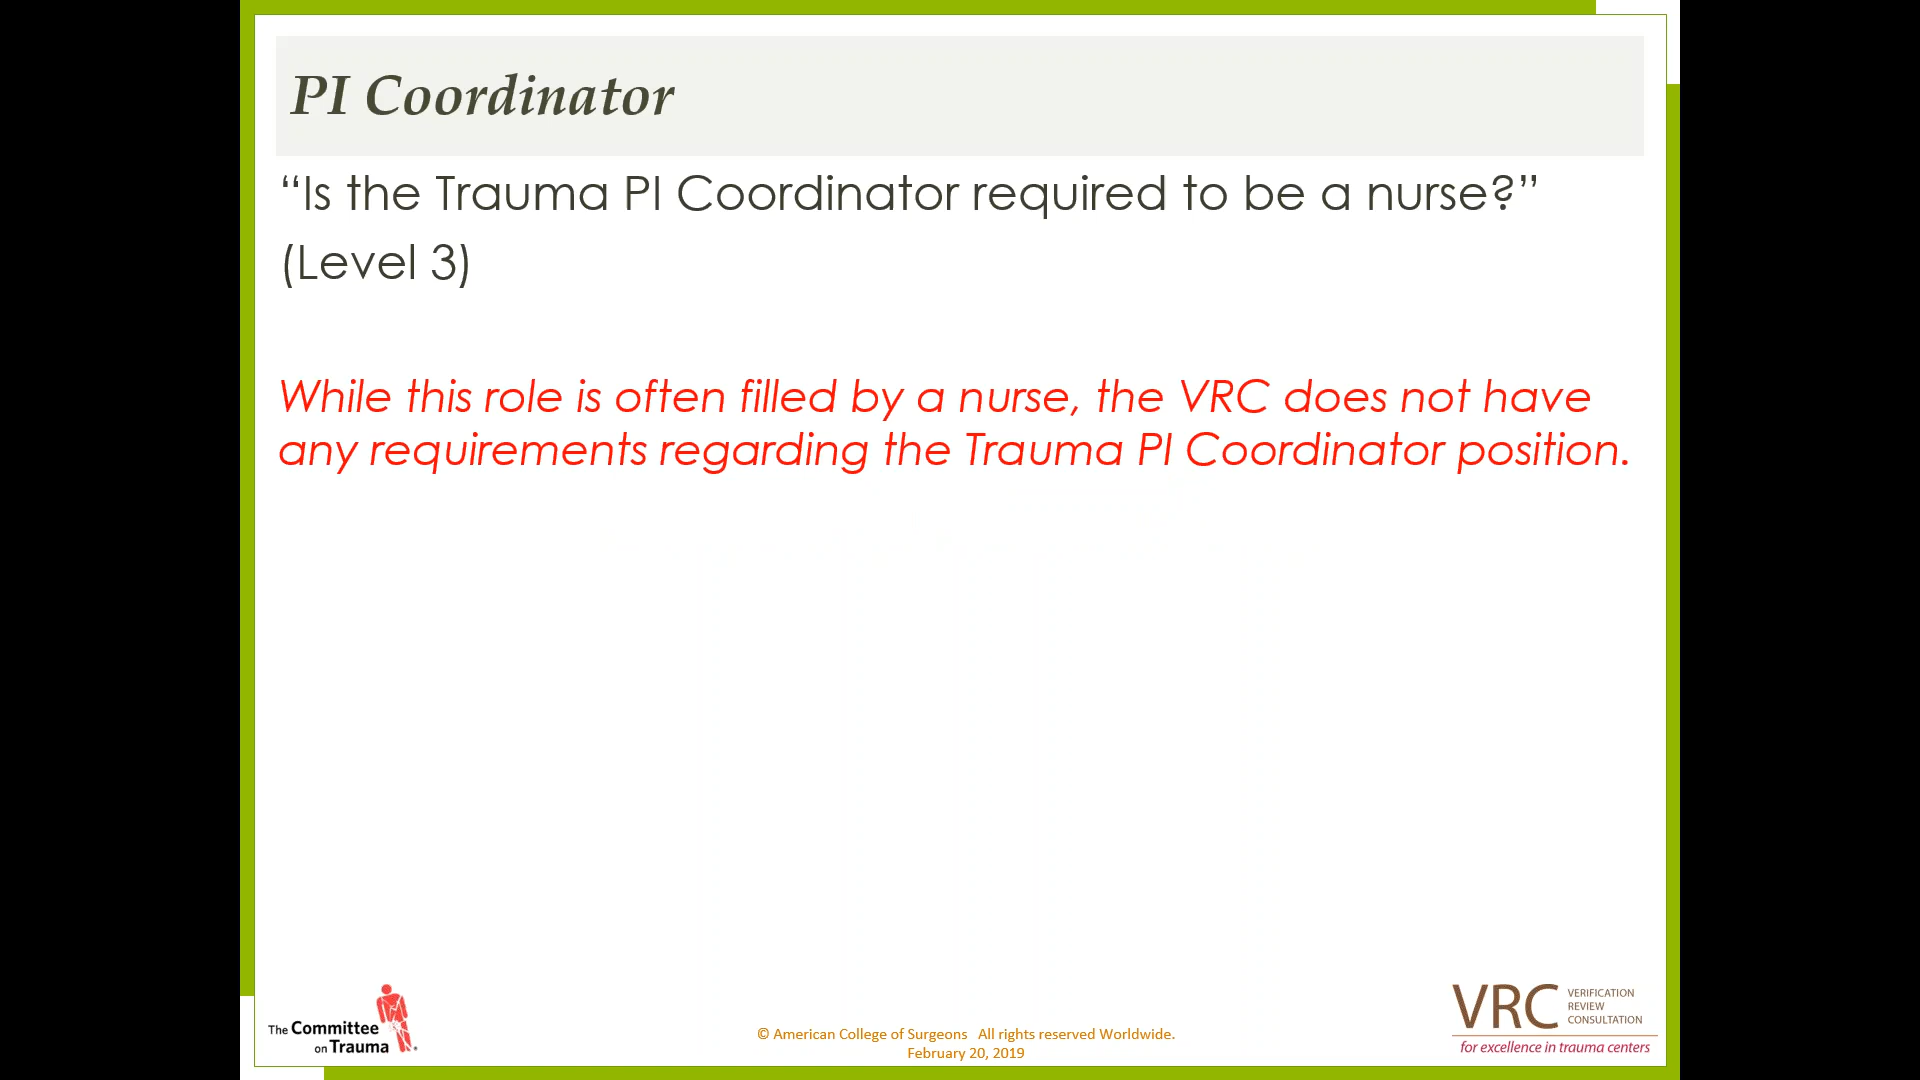 PI Coordinator
“Is the Trauma PI Coordinator required to be a nurse?”
(Level 3)
While this role is often filled by a nurse, the VRC does not have
any requirements regarding the Trauma PI Coordinator position.
The Committee
on Trauma
© American College of Surgeons   All rights reserved Worldwide.
February 20, 2019
VRC
VERIFICATION
REVIEW
CONSULTATION
for excellence in trauma centers